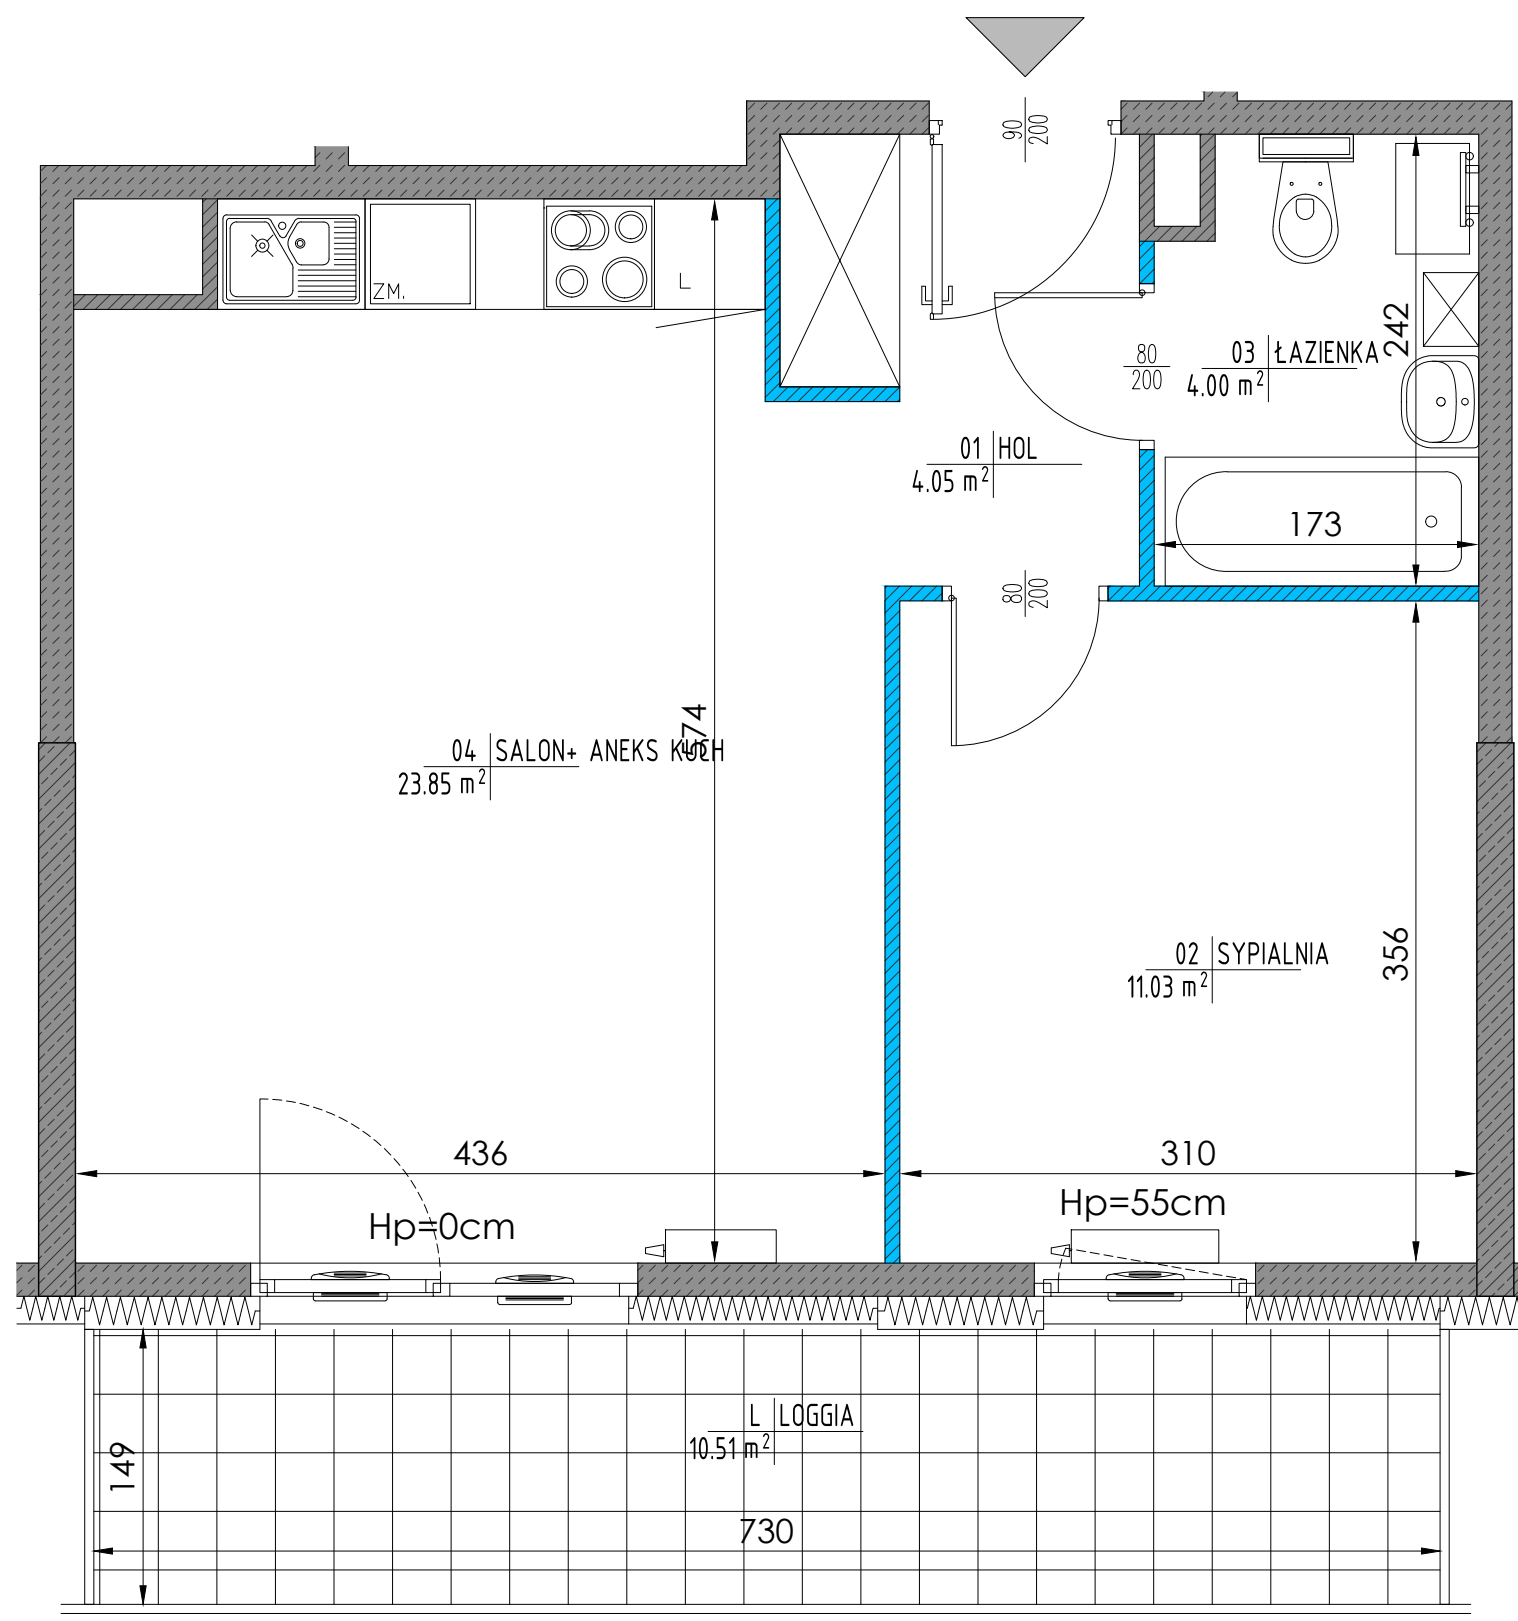 90
200
ZM.
L
242
03 ŁAZIENKA
4.00 m²
80
200
01 HOL
4.05 m²
173
80
200
574
04 SALON+ ANEKS KUCH
23.85 m²
356
02 SYPIALNIA
11.03 m²
436
310
Hp=0cm
Hp=55cm
L LOGGIA
10.51 m²
149
730